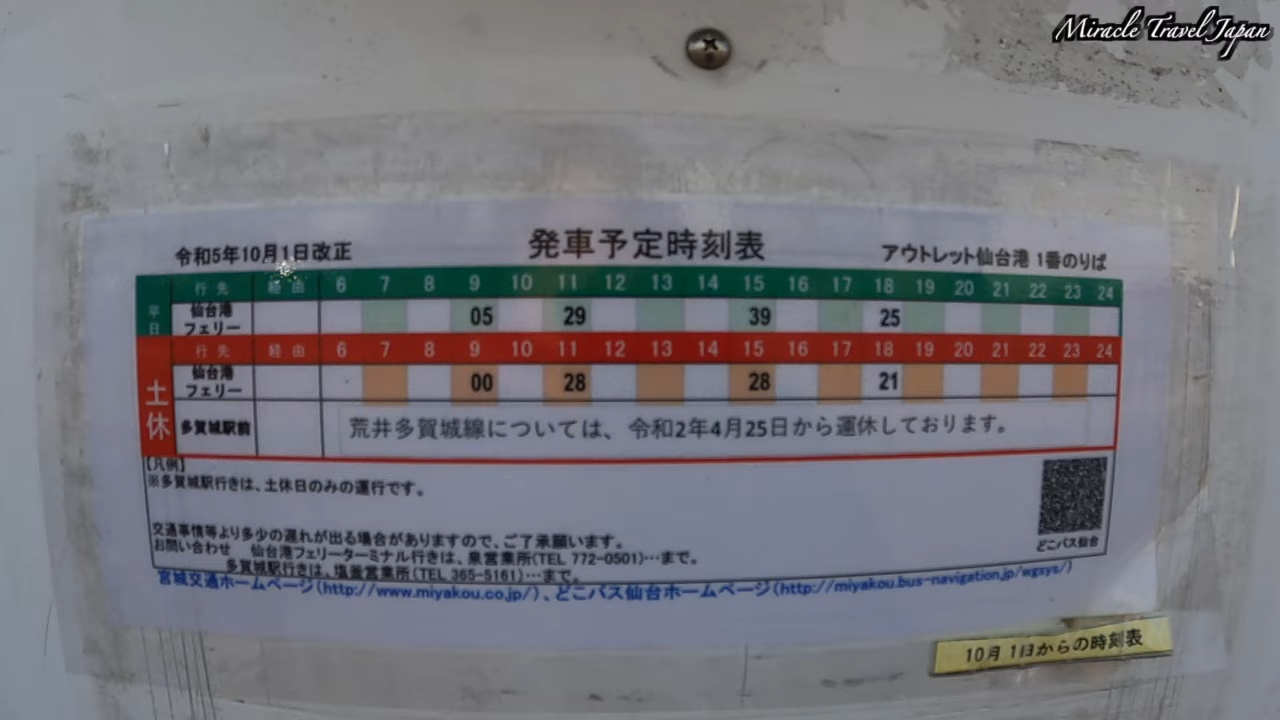 Miracle Travel Japan
令和5年10月1日改正 発車予定時刻表 アウトレット仙台港 1番のりば
平日 行先 経由 6 7 8 9 10 11 12 13 14 15 16 17 18 19 20 21 22 23 24
仙台港フェリー 05 29 39 25
土休 行先 経由 6 7 8 9 10 11 12 13 14 15 16 17 18 19 20 21 22 23 24
仙台港フェリー 00 28 28 21
多賀城駅前 荒井多賀城線については、令和2年4月25日から運休しております。
【凡例】
※多賀城駅行きは、土休日のみの運行です。
どこバス仙台
交通事情等より多少の遅れが出る場合がありますので、ご了承願います。
お問い合わせ 仙台港フェリーターミナル行きは、泉営業所(TEL 772-0501)…まで。
多賀城駅行きは、塩釜営業所(TEL 365-5161)…まで。
宮城交通ホームページ(http://www.miyakou.co.jp/)、どこバス仙台ホームページ(http://miyakou.bus-navigation.jp/wgsys/)
10月1日からの時刻表